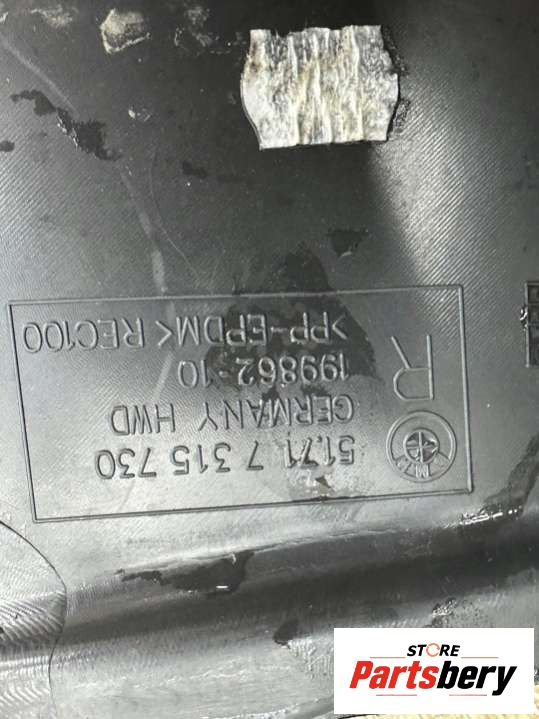 51.71 7 315 730
GERMANY HWD
199862-10
>PP-EPDM< REC100
R
STORE
Partsbery